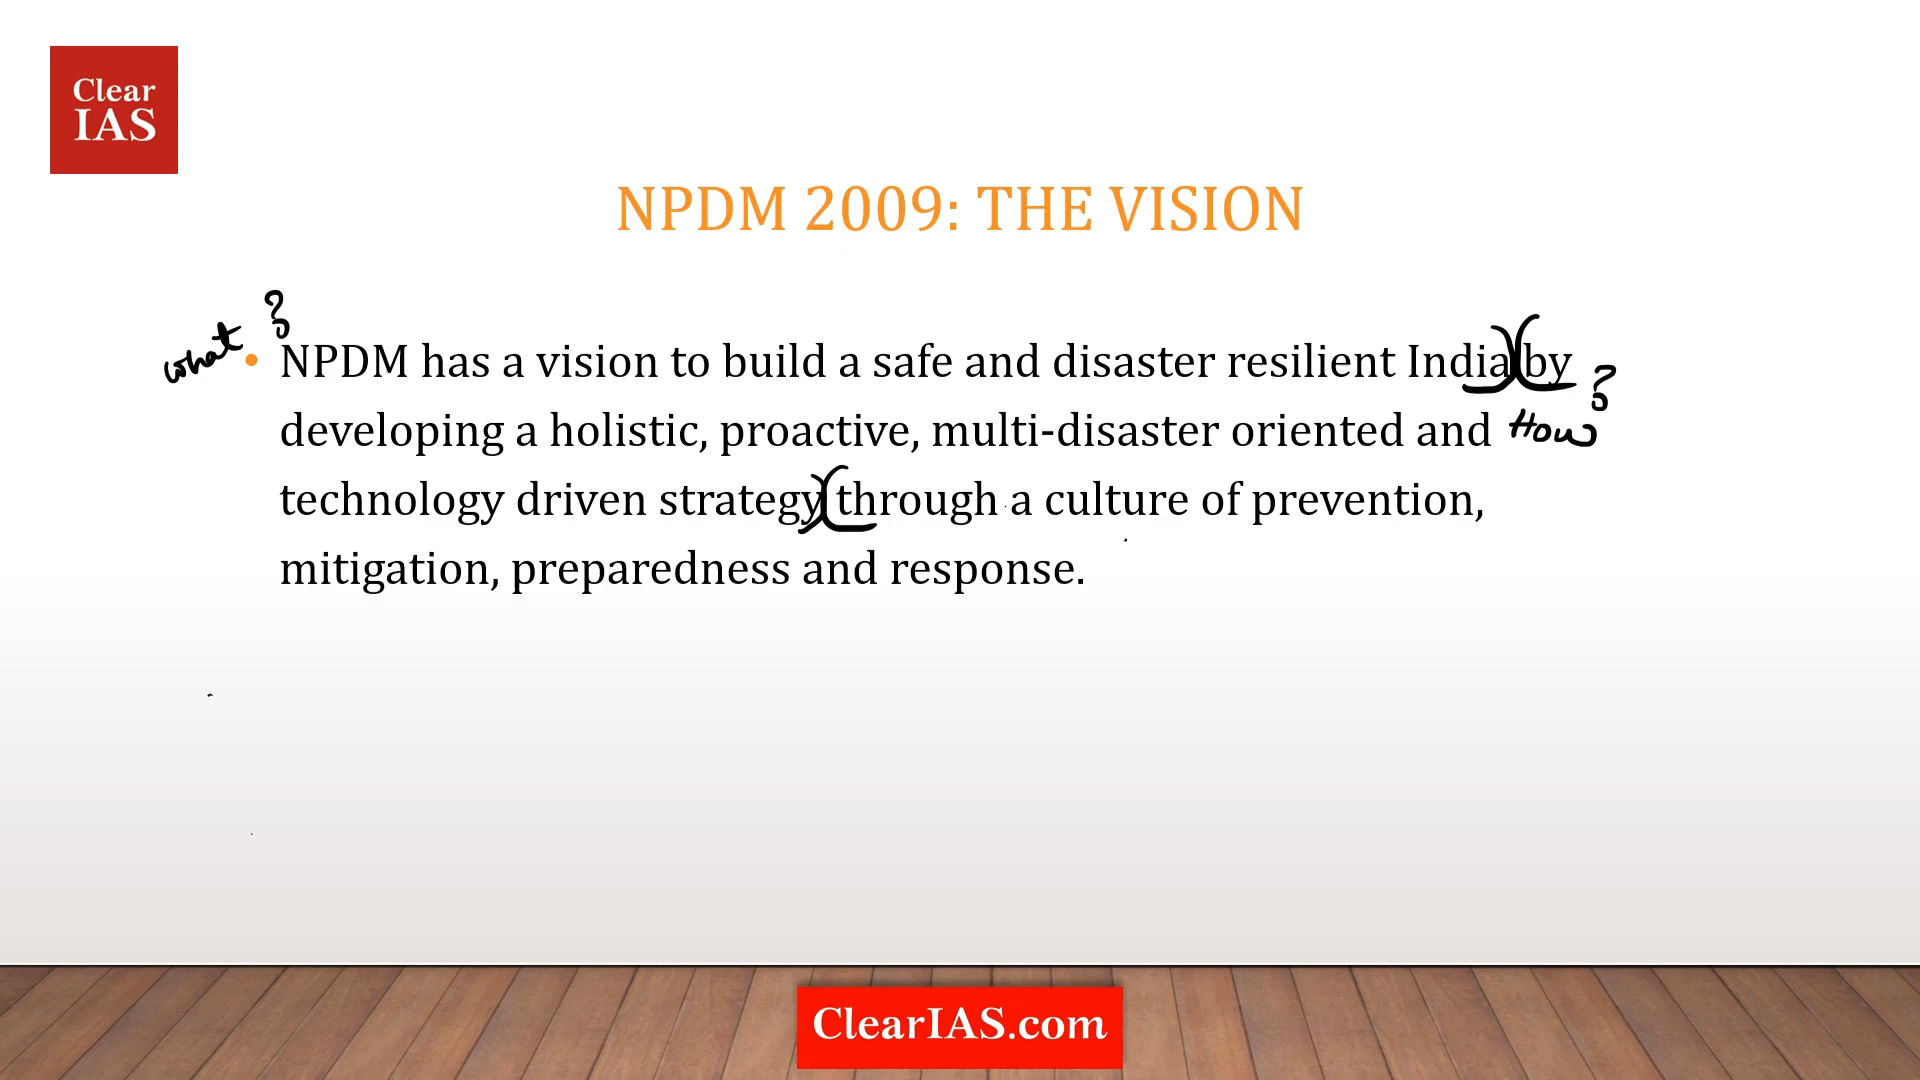 Clear
IAS
NPDM 2009: THE VISION
what ?
• NPDM has a vision to build a safe and disaster resilient India)(by
developing a holistic, proactive, multi-disaster oriented and How ?
technology driven strategy)(through a culture of prevention,
mitigation, preparedness and response.
ClearIAS.com